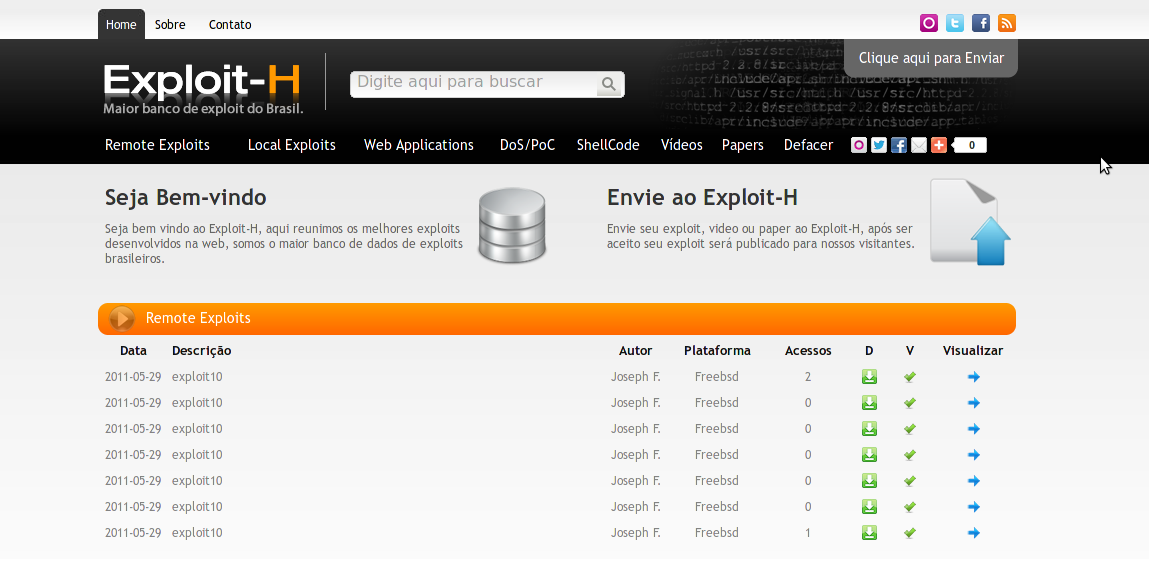 Home Sobre Contato
Clique aqui para Enviar
Exploit-H
Maior banco de exploit do Brasil.
Digite aqui para buscar
/usr/src/httpd-2.2.8/srclib/apr/include/apr
Remote Exploits Local Exploits Web Applications DoS/PoC ShellCode Vídeos Papers Defacer 0
Seja Bem-vindo
Seja bem vindo ao Exploit-H, aqui reunimos os melhores exploits
desenvolvidos na web, somos o maior banco de dados de exploits
brasileiros.
Envie ao Exploit-H
Envie seu exploit, video ou paper ao Exploit-H, após ser
aceito seu exploit será publicado para nossos visitantes.
Remote Exploits
Data Descrição Autor Plataforma Acessos D V Visualizar
2011-05-29 exploit10 Joseph F. Freebsd 2
2011-05-29 exploit10 Joseph F. Freebsd 0
2011-05-29 exploit10 Joseph F. Freebsd 0
2011-05-29 exploit10 Joseph F. Freebsd 0
2011-05-29 exploit10 Joseph F. Freebsd 0
2011-05-29 exploit10 Joseph F. Freebsd 0
2011-05-29 exploit10 Joseph F. Freebsd 1